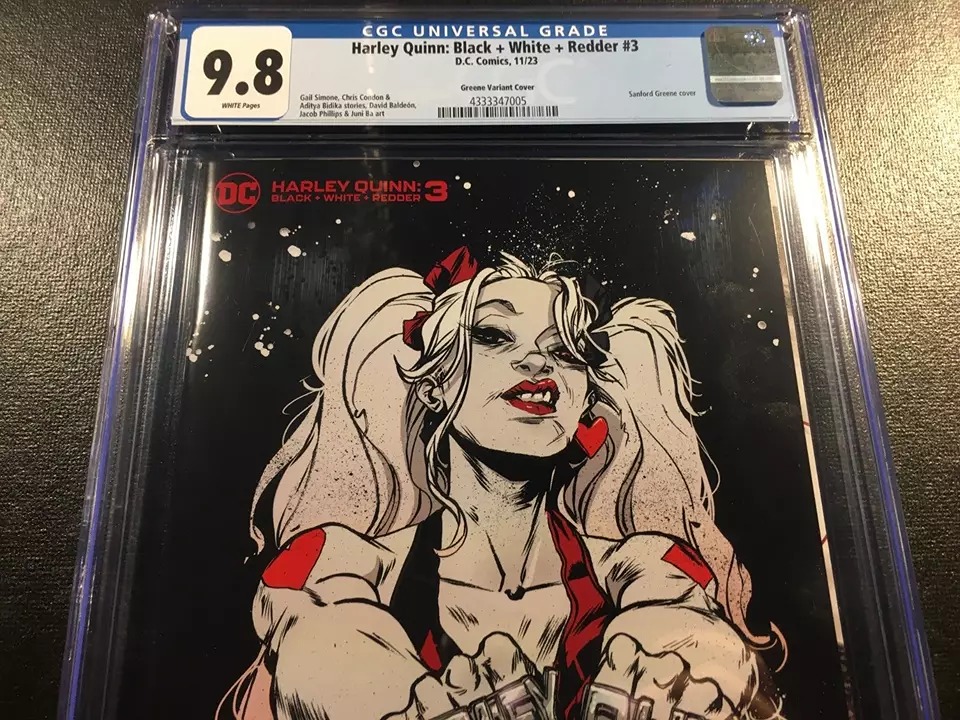 CGC UNIVERSAL GRADE
9.8
WHITE Pages
Harley Quinn: Black + White + Redder #3
D.C. Comics, 11/23
Greene Variant Cover
4333347005
Gail Simone, Chris Condon &
Aditya Bidikar stories, David Baldeón,
Jacob Phillips & Juni Ba art
Sanford Greene cover
DC
HARLEY QUINN: 3
BLACK + WHITE + REDDER